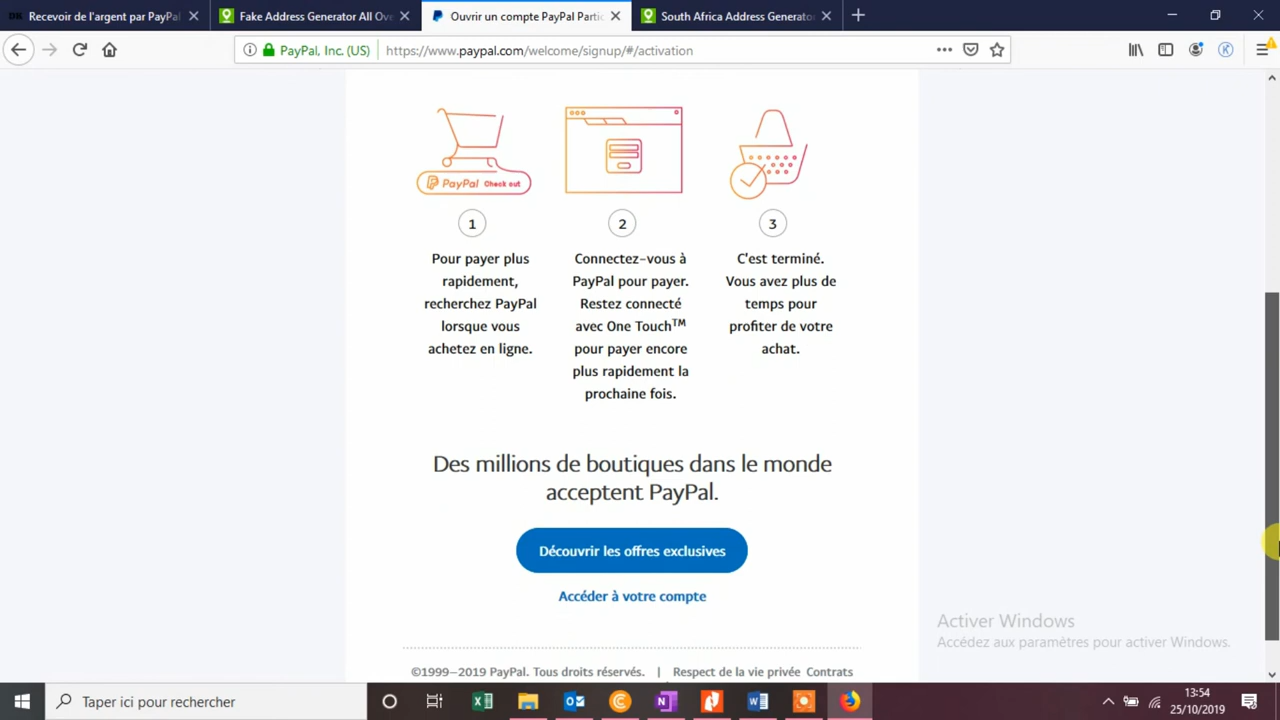 Recevoir de l'argent par PayPal
Fake Address Generator All Ove
Ouvrir un compte PayPal Partic
South Africa Address Generato
PayPal, Inc. (US)
https://www.paypal.com/welcome/signup/#/activation
PayPal Check out
1
2
3
Pour payer plus
rapidement,
recherchez PayPal
lorsque vous
achetez en ligne.
Connectez-vous à
PayPal pour payer.
Restez connecté
avec One Touch™
pour payer encore
plus rapidement la
prochaine fois.
C'est terminé.
Vous avez plus de
temps pour
profiter de votre
achat.
Des millions de boutiques dans le monde
acceptent PayPal.
Découvrir les offres exclusives
Accéder à votre compte
Activer Windows
Accédez aux paramètres pour activer Windows.
©1999–2019 PayPal. Tous droits réservés. | Respect de la vie privée Contrats
Taper ici pour rechercher
13:54
25/10/2019